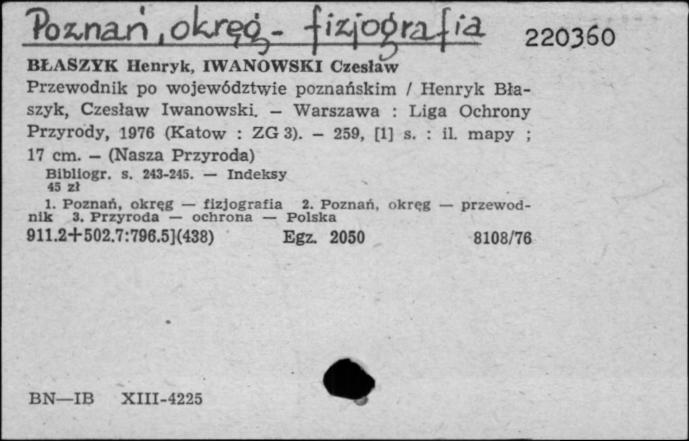 Poznań, okręg - fizjografia
220360
BŁASZYK Henryk, IWANOWSKI Czesław
Przewodnik po województwie poznańskim / Henryk Bła-
szyk, Czesław Iwanowski. — Warszawa : Liga Ochrony
Przyrody, 1976 (Katow : ZG 3). — 259, [1] s. : il. mapy ;
17 cm. — (Nasza Przyroda)
Bibliogr. s. 243-245. — Indeksy
45 zł
1. Poznań, okręg — fizjografia 2. Poznań, okręg — przewod-
nik 3. Przyroda — ochrona — Polska
911.2+502.7:796.5](438) Egz. 2050 8108/76
BN—IB XIII-4225